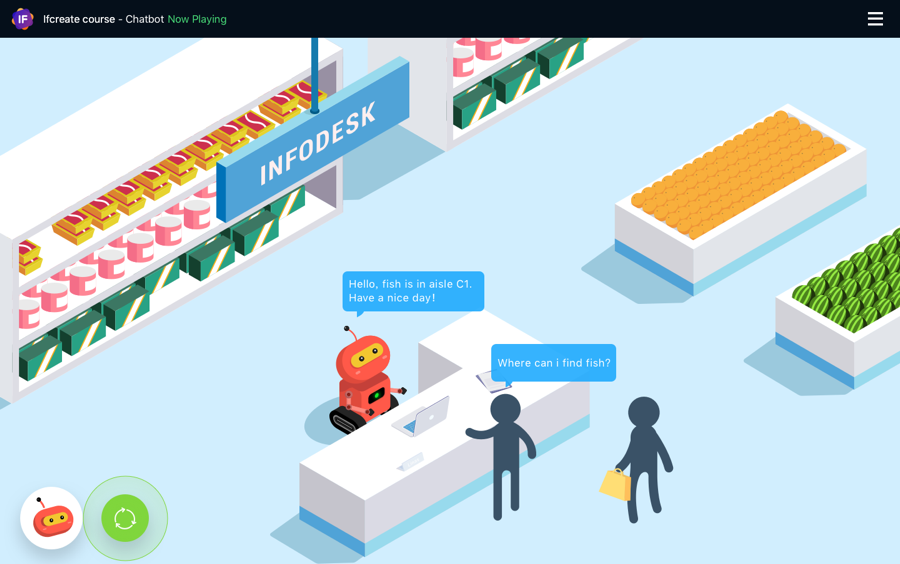 IF
Ifcreate course - Chatbot Now Playing
INFODESK
Hello, fish is in aisle C1.
Have a nice day!
Where can i find fish?